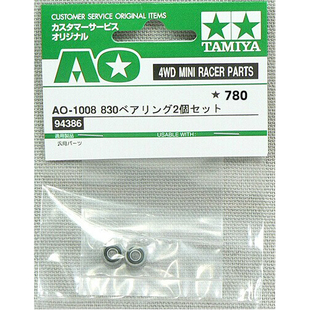 CUSTOMER SERVICE ORIGINAL ITEMS
カスタマーサービス
オリジナル
TAMIYA
AO
4WD MINI RACER PARTS
★ 780
AO-1008 830ベアリング2個セット
94386
適用製品
USABLE WITH
汎用パーツ